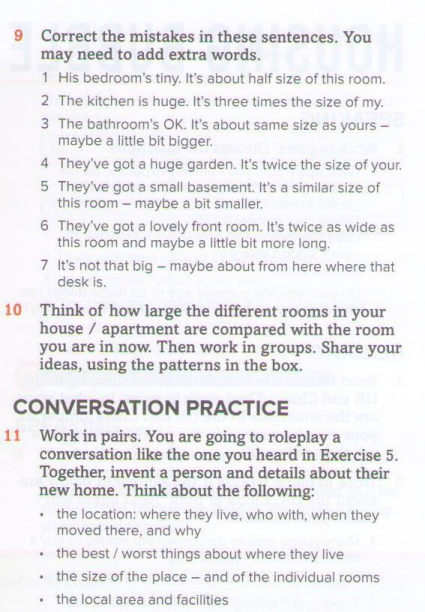 9 Correct the mistakes in these sentences. You
may need to add extra words.
1 His bedroom's tiny. It's about half size of this room.
2 The kitchen is huge. It's three times the size of my.
3 The bathroom's OK. It's about same size as yours –
maybe a little bit bigger.
4 They've got a huge garden. It's twice the size of your.
5 They've got a small basement. It's a similar size of
this room – maybe a bit smaller.
6 They've got a lovely front room. It's twice as wide as
this room and maybe a little bit more long.
7 It's not that big – maybe about from here where that
desk is.
10 Think of how large the different rooms in your
house / apartment are compared with the room
you are in now. Then work in groups. Share your
ideas, using the patterns in the box.
CONVERSATION PRACTICE
11 Work in pairs. You are going to roleplay a
conversation like the one you heard in Exercise 5.
Together, invent a person and details about their
new home. Think about the following:
• the location: where they live, who with, when they
moved there, and why
• the best / worst things about where they live
• the size of the place – and of the individual rooms
• the local area and facilities